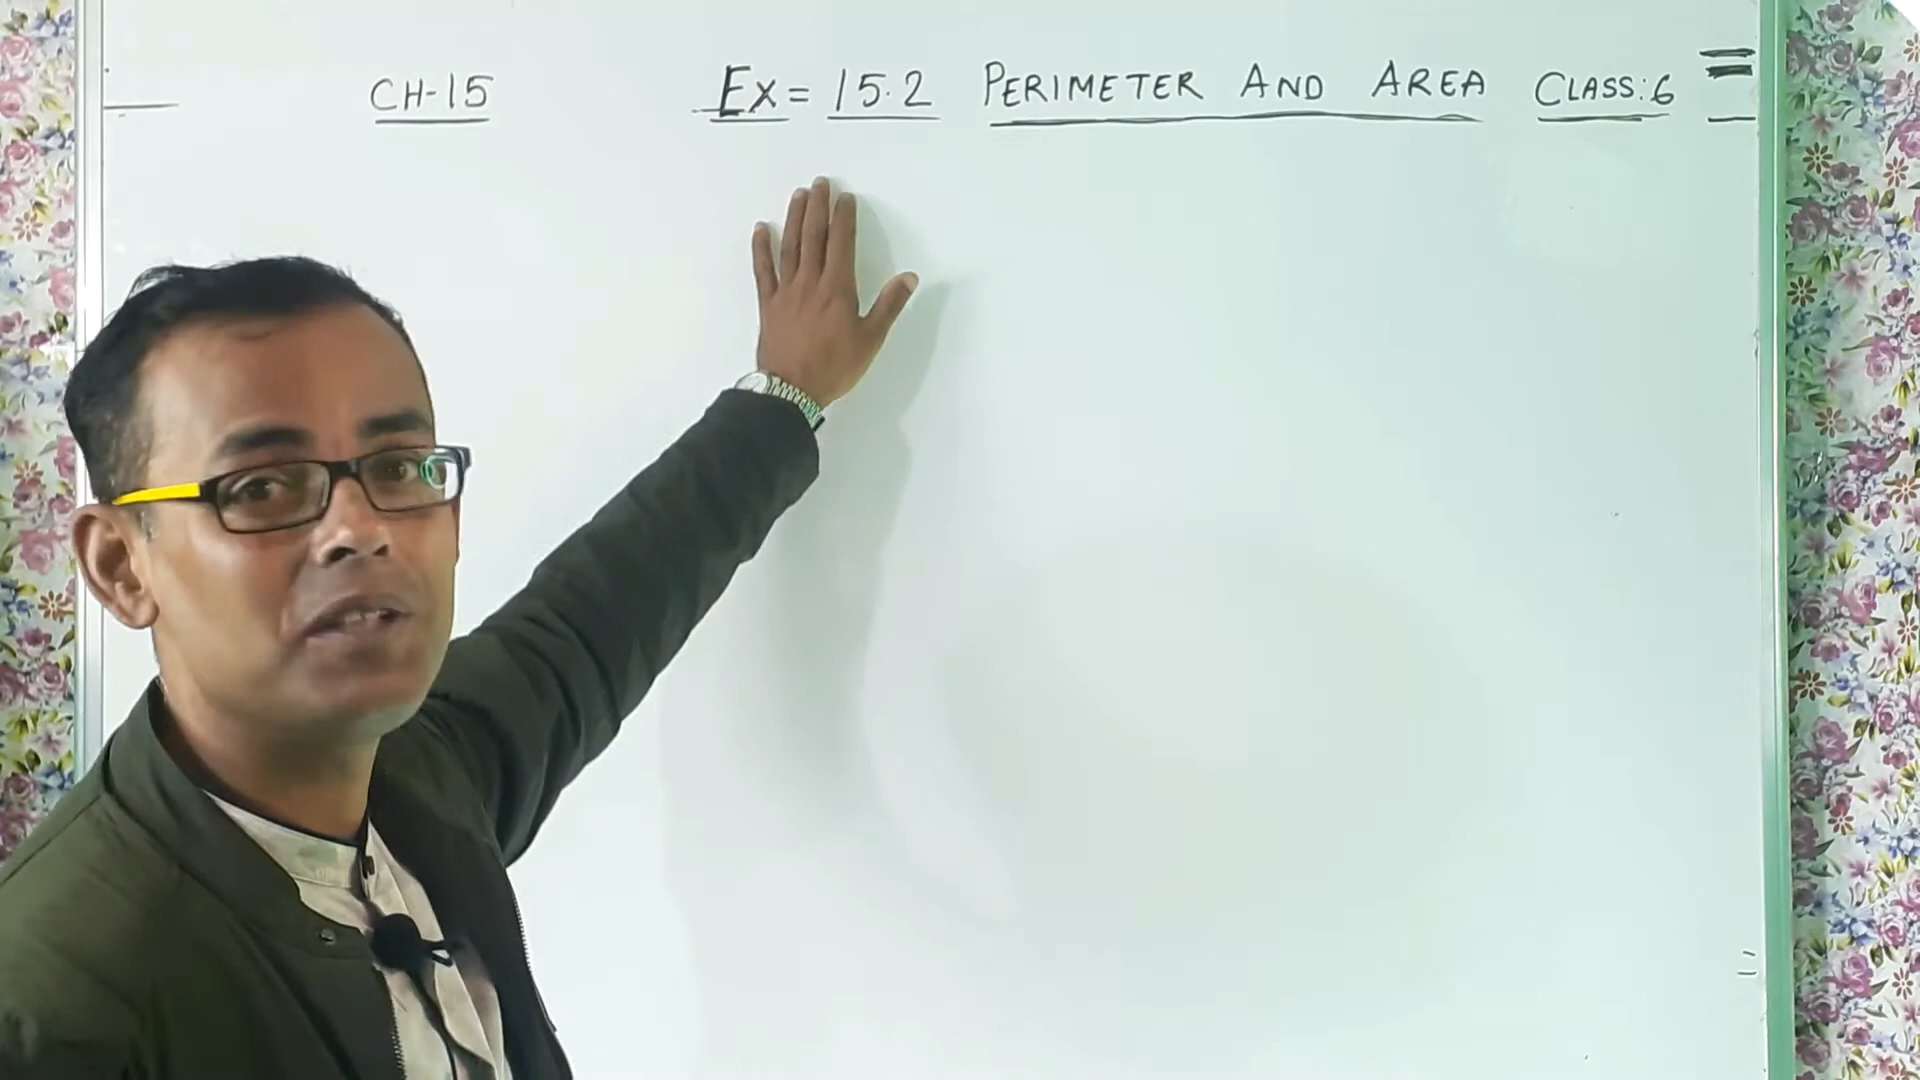 CH-15 Ex = 15.2 PERIMETER AND AREA CLASS:6